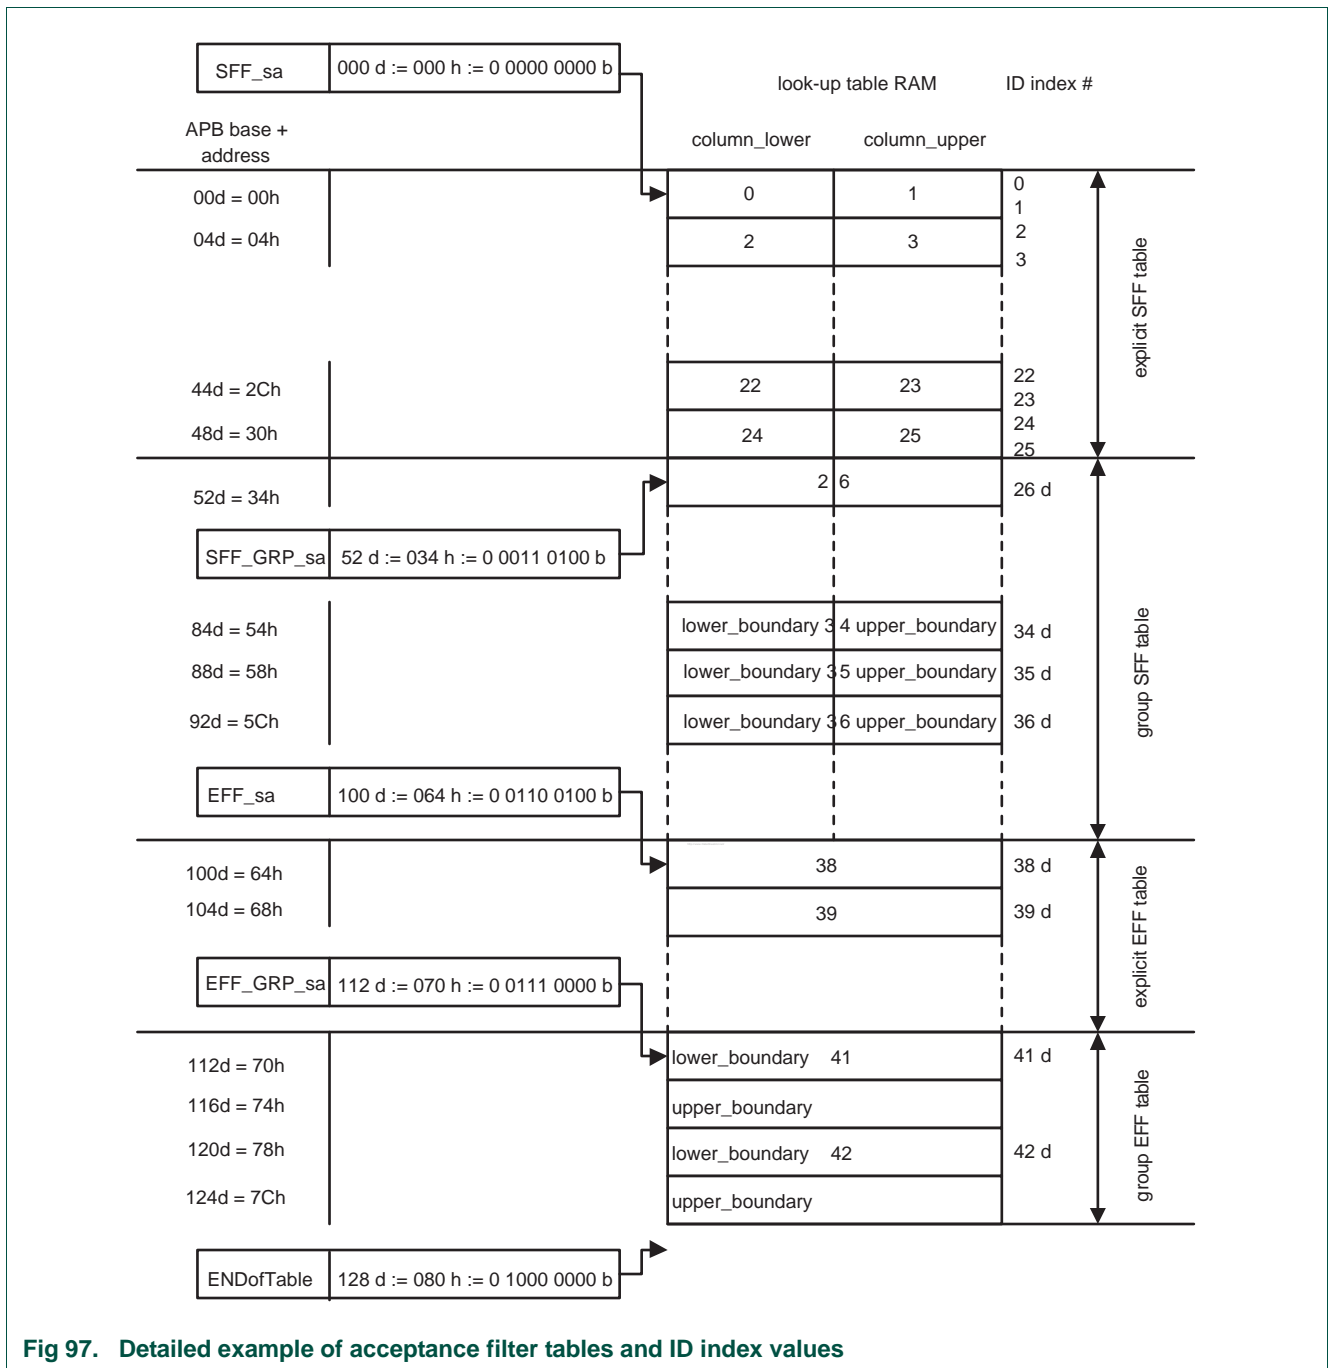 SFF_sa 000 d := 000 h := 0 0000 0000 b
look-up table RAM ID index #
APB base +
address
column_lower column_upper
00d = 00h 0 1 0
1
04d = 04h 2 3 2
3
explicit SFF table
44d = 2Ch 22 23 22
23
48d = 30h 24 25 24
25
52d = 34h 2 6 26 d
SFF_GRP_sa 52 d := 034 h := 0 0011 0100 b
84d = 54h lower_boundary 3 4 upper_boundary 34 d
88d = 58h lower_boundary 3 5 upper_boundary 35 d
92d = 5Ch lower_boundary 3 6 upper_boundary 36 d
group SFF table
EFF_sa 100 d := 064 h := 0 0110 0100 b
100d = 64h 38 38 d
104d = 68h 39 39 d
explicit EFF table
EFF_GRP_sa 112 d := 070 h := 0 0111 0000 b
112d = 70h lower_boundary 41 41 d
116d = 74h upper_boundary
120d = 78h lower_boundary 42 42 d
124d = 7Ch upper_boundary
group EFF table
ENDofTable 128 d := 080 h := 0 1000 0000 b
Fig 97. Detailed example of acceptance filter tables and ID index values